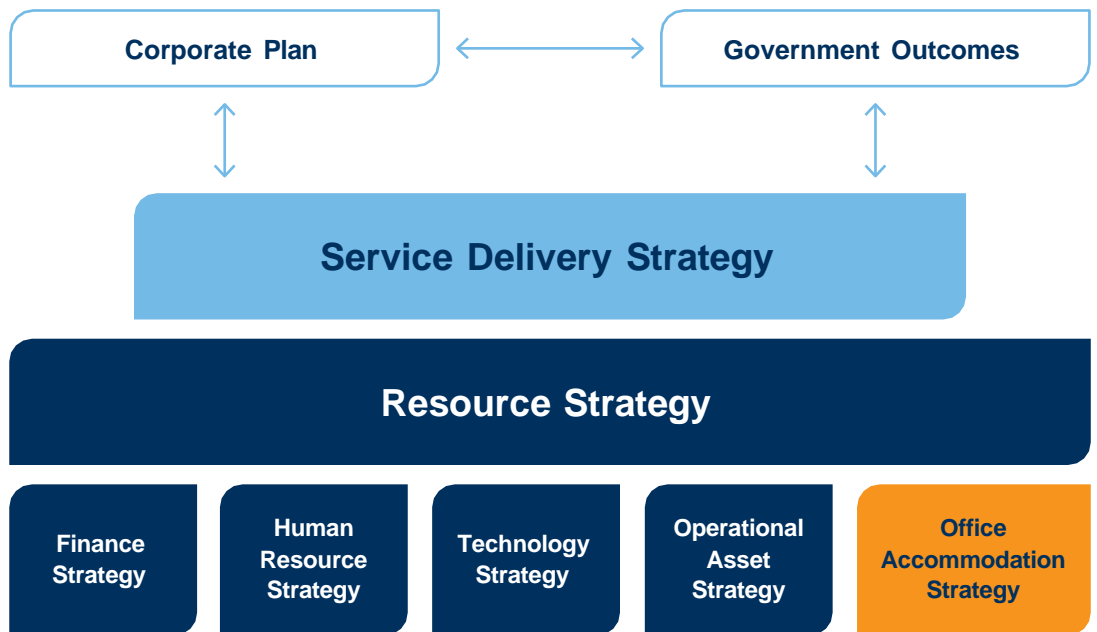 Corporate Plan
Government Outcomes
Service Delivery Strategy
Resource Strategy
Finance
Strategy
Human
Resource
Strategy
Technology
Strategy
Operational
Asset
Strategy
Office
Accommodation
Strategy